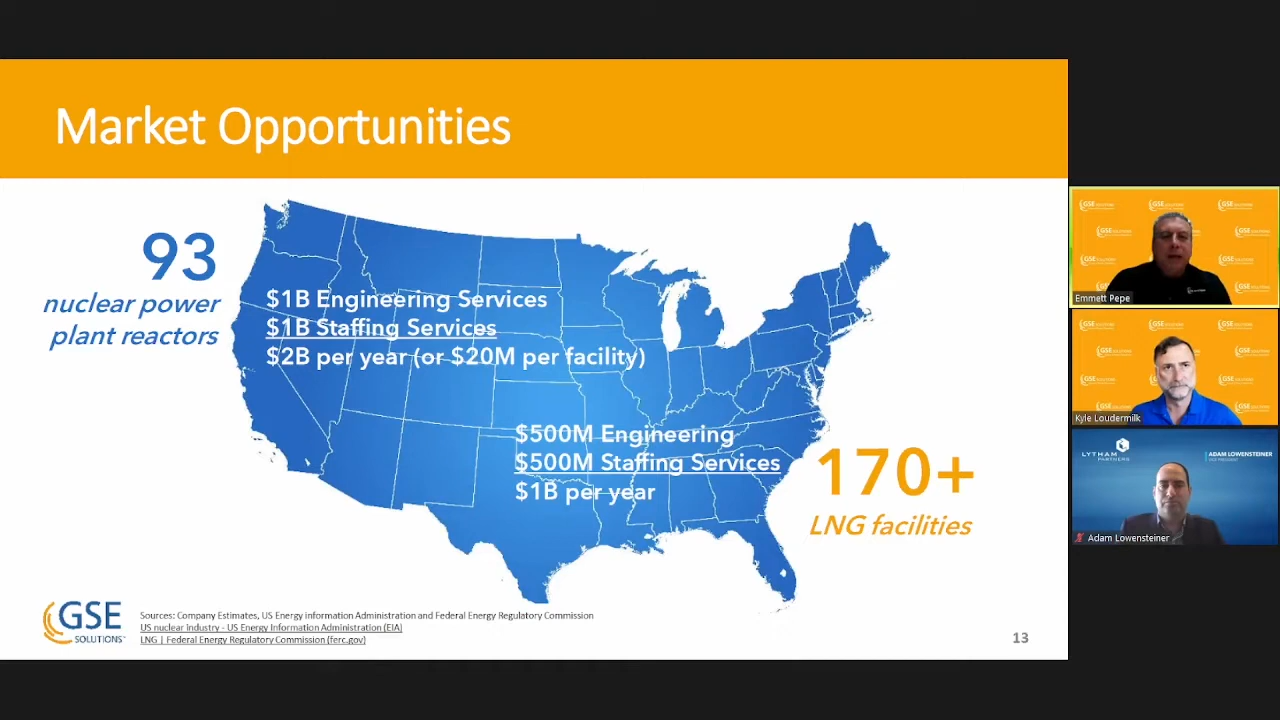 Market Opportunities
93
nuclear power
plant reactors
$1B Engineering Services
$1B Staffing Services
$2B per year (or $20M per facility)
$500M Engineering
$500M Staffing Services
$1B per year
170+
LNG facilities
GSE
SOLUTIONS
Sources: Company Estimates, US Energy information Administration and Federal Energy Regulatory Commission
US nuclear industry - US Energy Information Administration (EIA)
LNG | Federal Energy Regulatory Commission (ferc.gov)
13
Emmett Pepe
Kyle Loudermilk
LYTHAM
PARTNERS
ADAM LOWENSTEINER
VICE PRESIDENT
Adam Lowensteiner